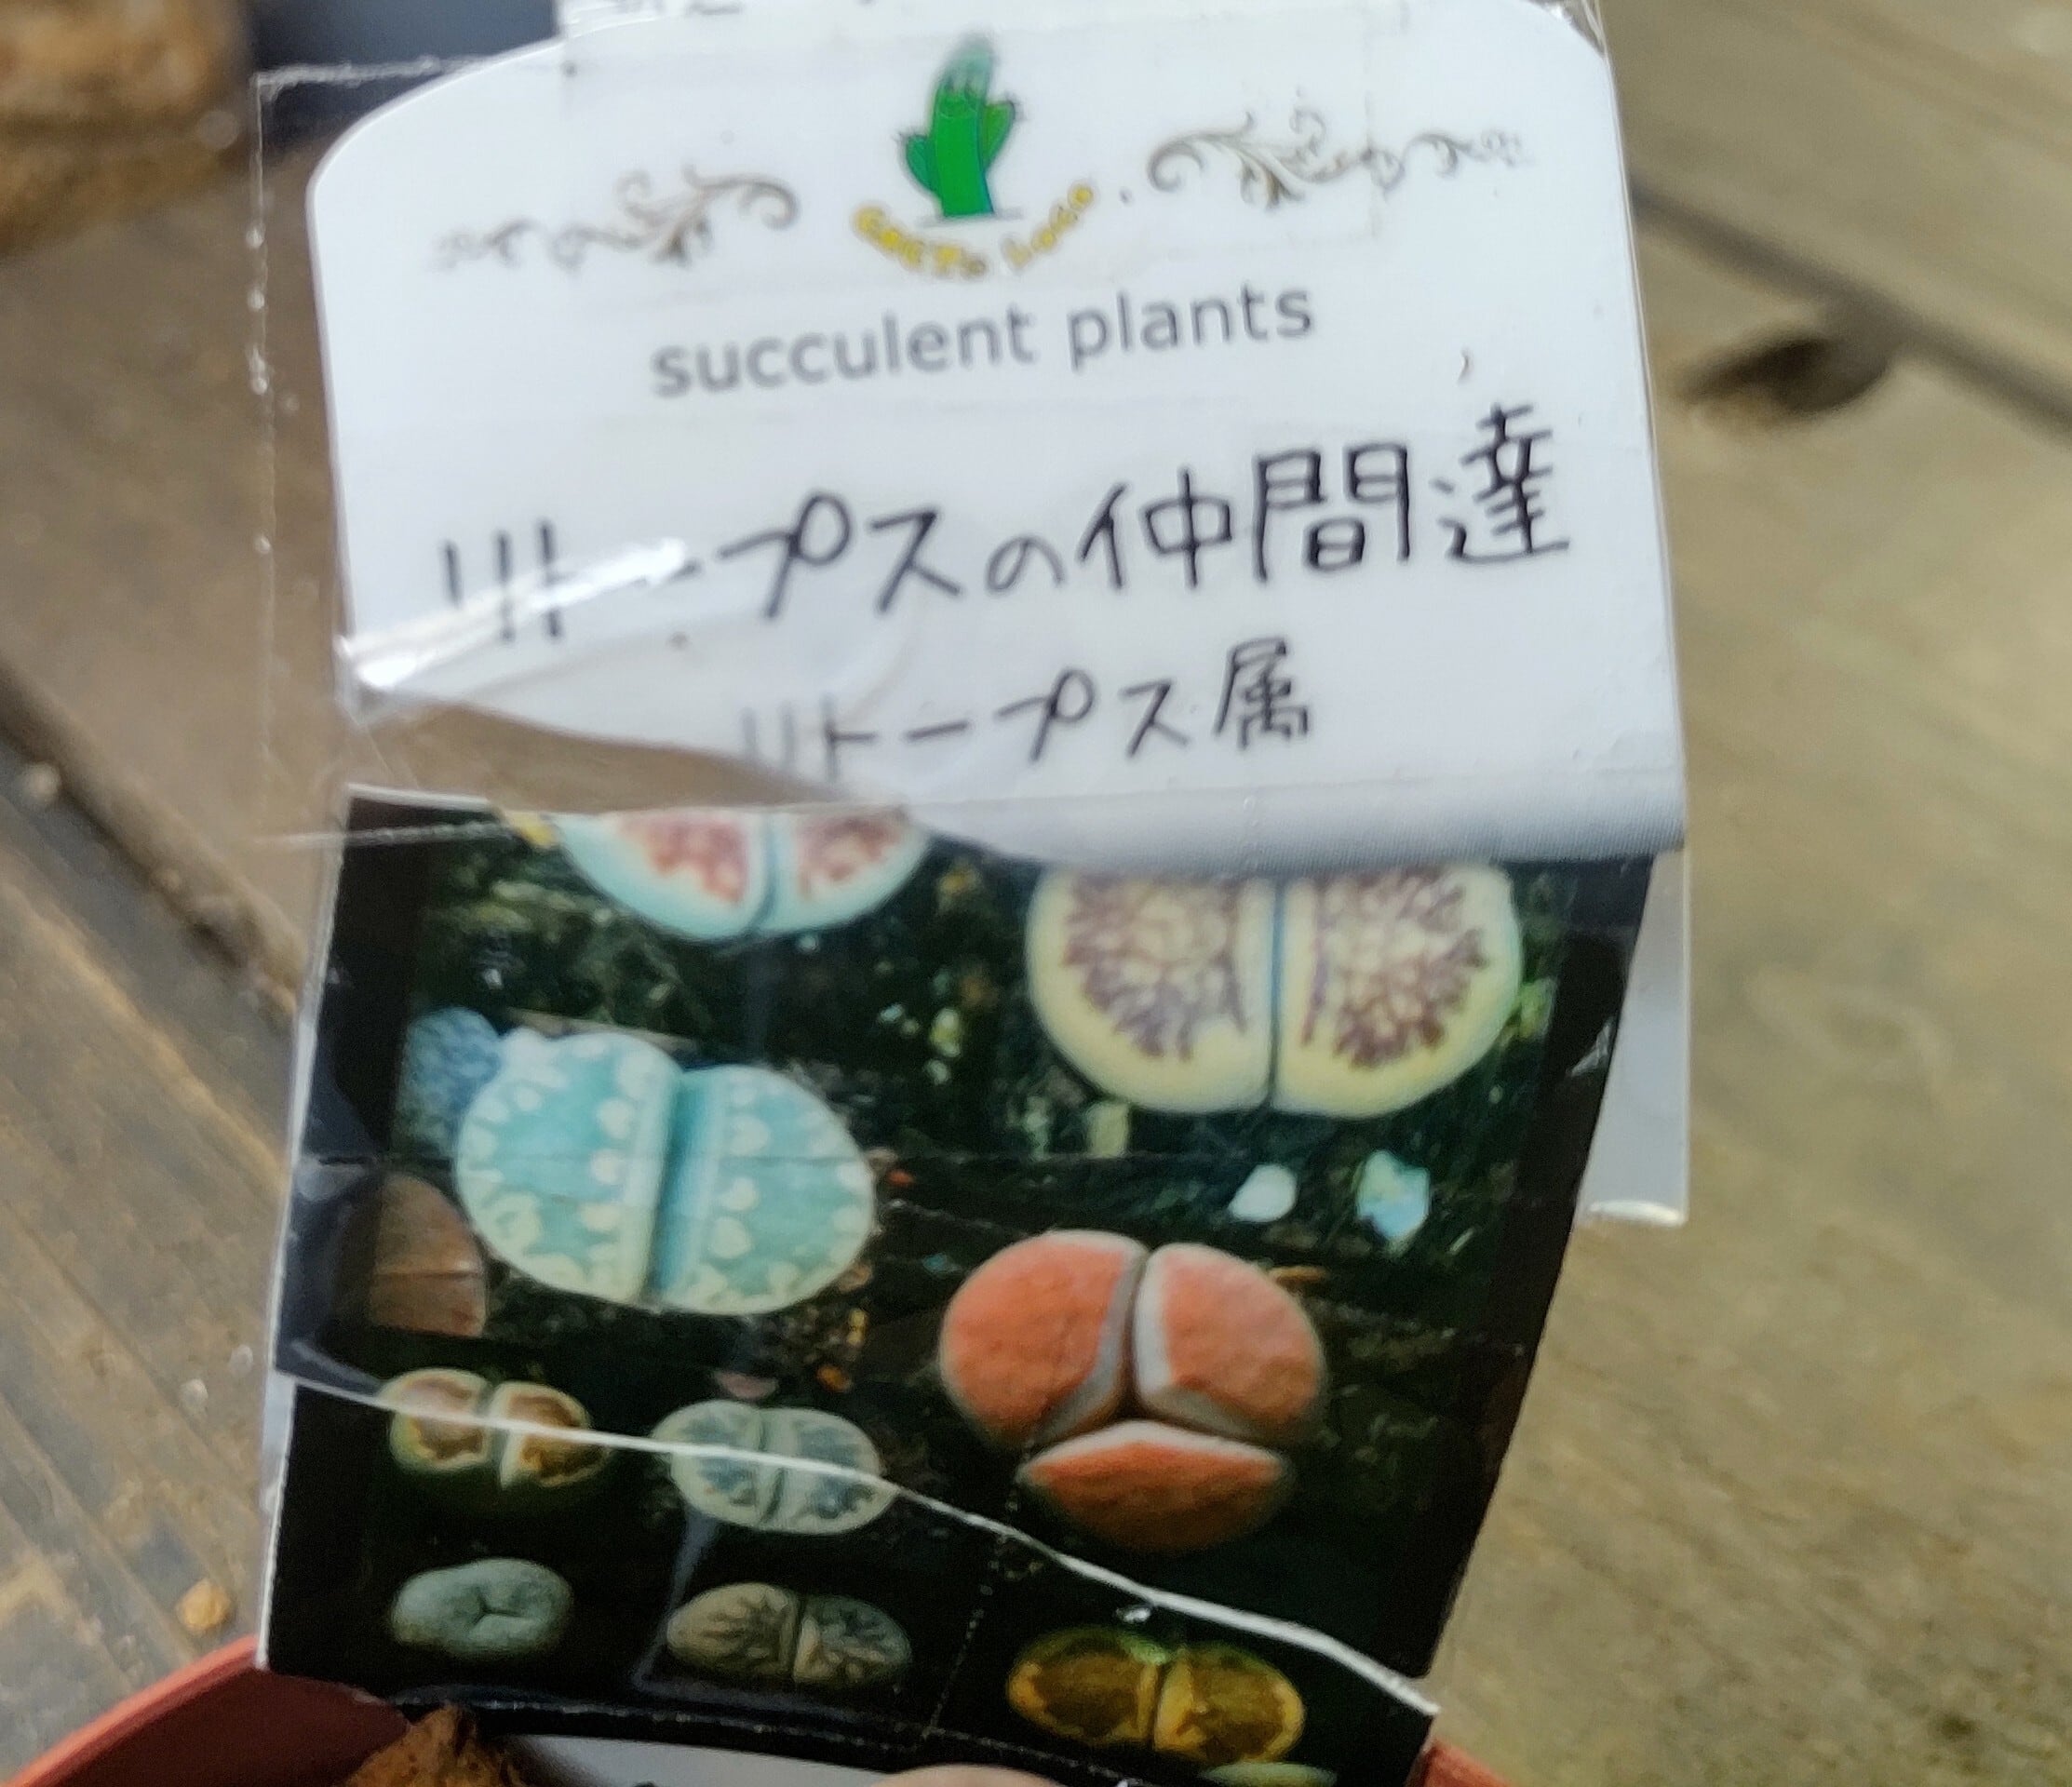 succulent plants
リトープスの仲間達
リトープス属